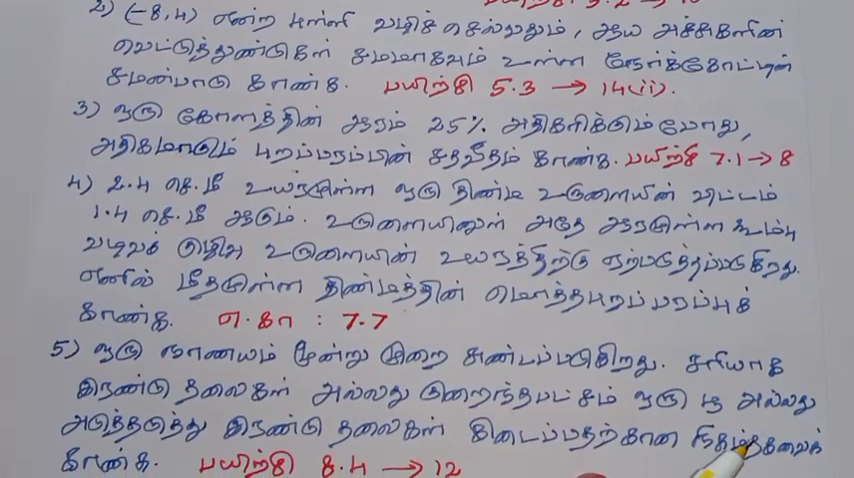 பயிற்சி
2) (-8,4) என்ற புள்ளி வழிச் செல்வதும், ஆய அச்சுகளின்
வெட்டுத்துண்டுகள் சமமாகவும் உள்ள நேர்க்கோட்டின்
சமன்பாடு காண்க. பயிற்சி 5.3 → 14(ii).
3) ஒரு கோளத்தின் ஆரம் 25% அதிகரிக்கும்போது,
அதிகமாகும் புறப்பரப்பின் சதவீதம் காண்க. பயிற்சி 7.1 → 8
4) 2.4 செ.மீ உயரமுள்ள ஒரு திண்ம உருளையின் விட்டம்
1.4 செ.மீ ஆகும். உருளையினுள் அதே ஆரமுள்ள கூம்பு
வடிவக் குழிவு உருளையின் உயரத்திற்கு ஏற்படுத்தப்படுகிறது.
எனில் மீதமுள்ள திண்மத்தின் மொத்தபுறப்பரப்புக்
காண்க. எ.கா : 7.7
5) ஒரு நாணயம் மூன்று முறை சுண்டப்படுகிறது. சரியாக
இரண்டு தலைகள் அல்லது குறைந்தபட்சம் ஒரு பூ அல்லது
அடுத்தடுத்து இரண்டு தலைகள் கிடைப்பதற்கான நிகழ்தகவைக்
காண்க. பயிற்சி 8.4 → 12